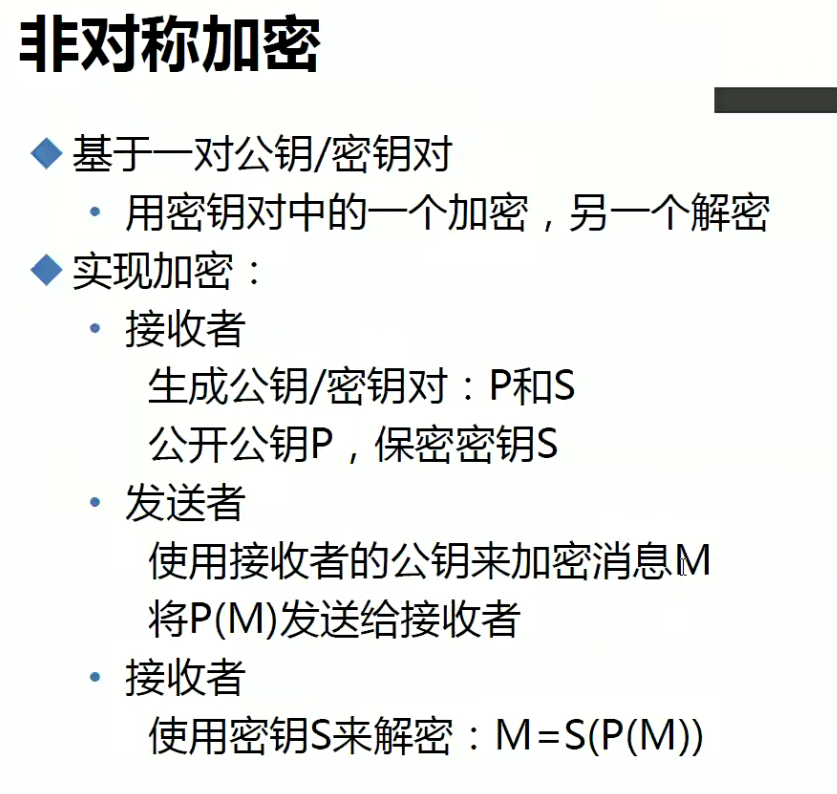 非对称加密
基于一对公钥/密钥对
用密钥对中的一个加密，另一个解密
实现加密：
接收者
生成公钥/密钥对：P和S
公开公钥P，保密密钥S
发送者
使用接收者的公钥来加密消息M
将P(M)发送给接收者
接收者
使用密钥S来解密：M=S(P(M))